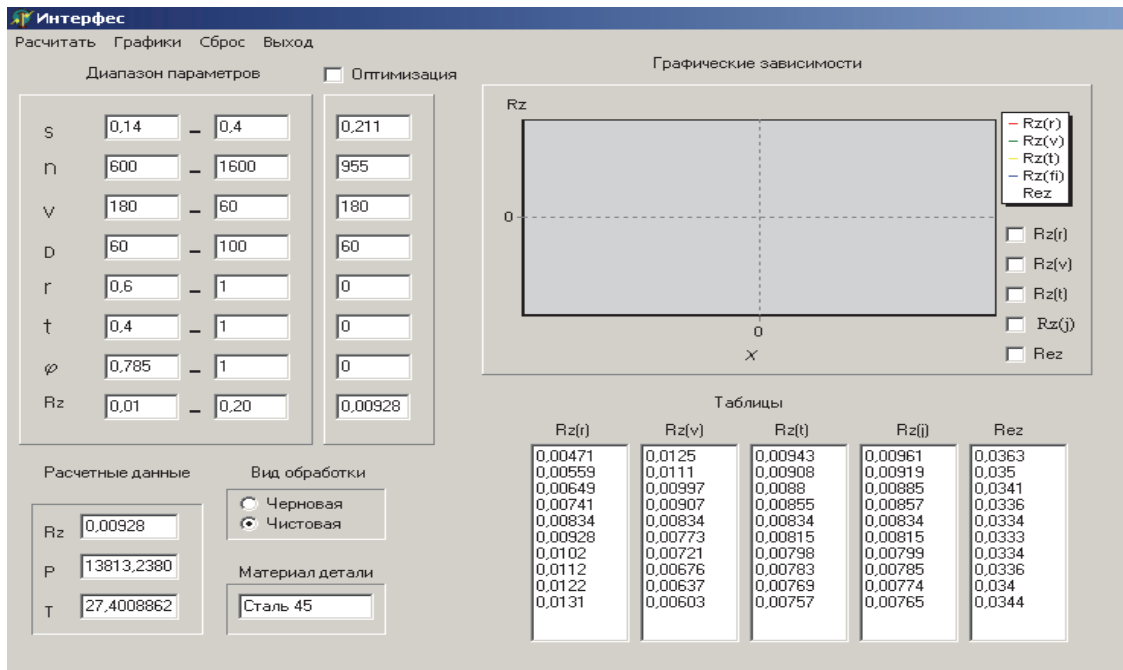 Интерфес
Расчитать Графики Сброс Выход
Диапазон параметров
Оптимизация
s 0,14 – 0,4 0,211
n 600 – 1600 955
v 180 – 60 180
D 60 – 100 60
r 0,6 – 1 0
t 0,4 – 1 0
φ 0,785 – 1 0
Rz 0,01 – 0,20 0,00928
Графические зависимости
Rz
0
0
X
Rz(r)
Rz(v)
Rz(t)
Rz(fi)
Rez
Rz(r)
Rz(v)
Rz(t)
Rz(j)
Rez
Расчетные данные
Rz 0,00928
P 13813,2380
T 27,4008862
Вид обработки
Черновая
Чистовая
Материал детали
Сталь 45
Таблицы
Rz(r) Rz(v) Rz(t) Rz(j) Rez
0,00471 0,0125 0,00943 0,00961 0,0363
0,00559 0,0111 0,00908 0,00919 0,035
0,00649 0,00997 0,0088 0,00885 0,0341
0,00741 0,00907 0,00855 0,00857 0,0336
0,00834 0,00834 0,00834 0,00834 0,0334
0,00928 0,00773 0,00815 0,00815 0,0333
0,0102 0,00721 0,00798 0,00799 0,0334
0,0112 0,00676 0,00783 0,00785 0,0336
0,0122 0,00637 0,00769 0,00774 0,034
0,0131 0,00603 0,00757 0,00765 0,0344